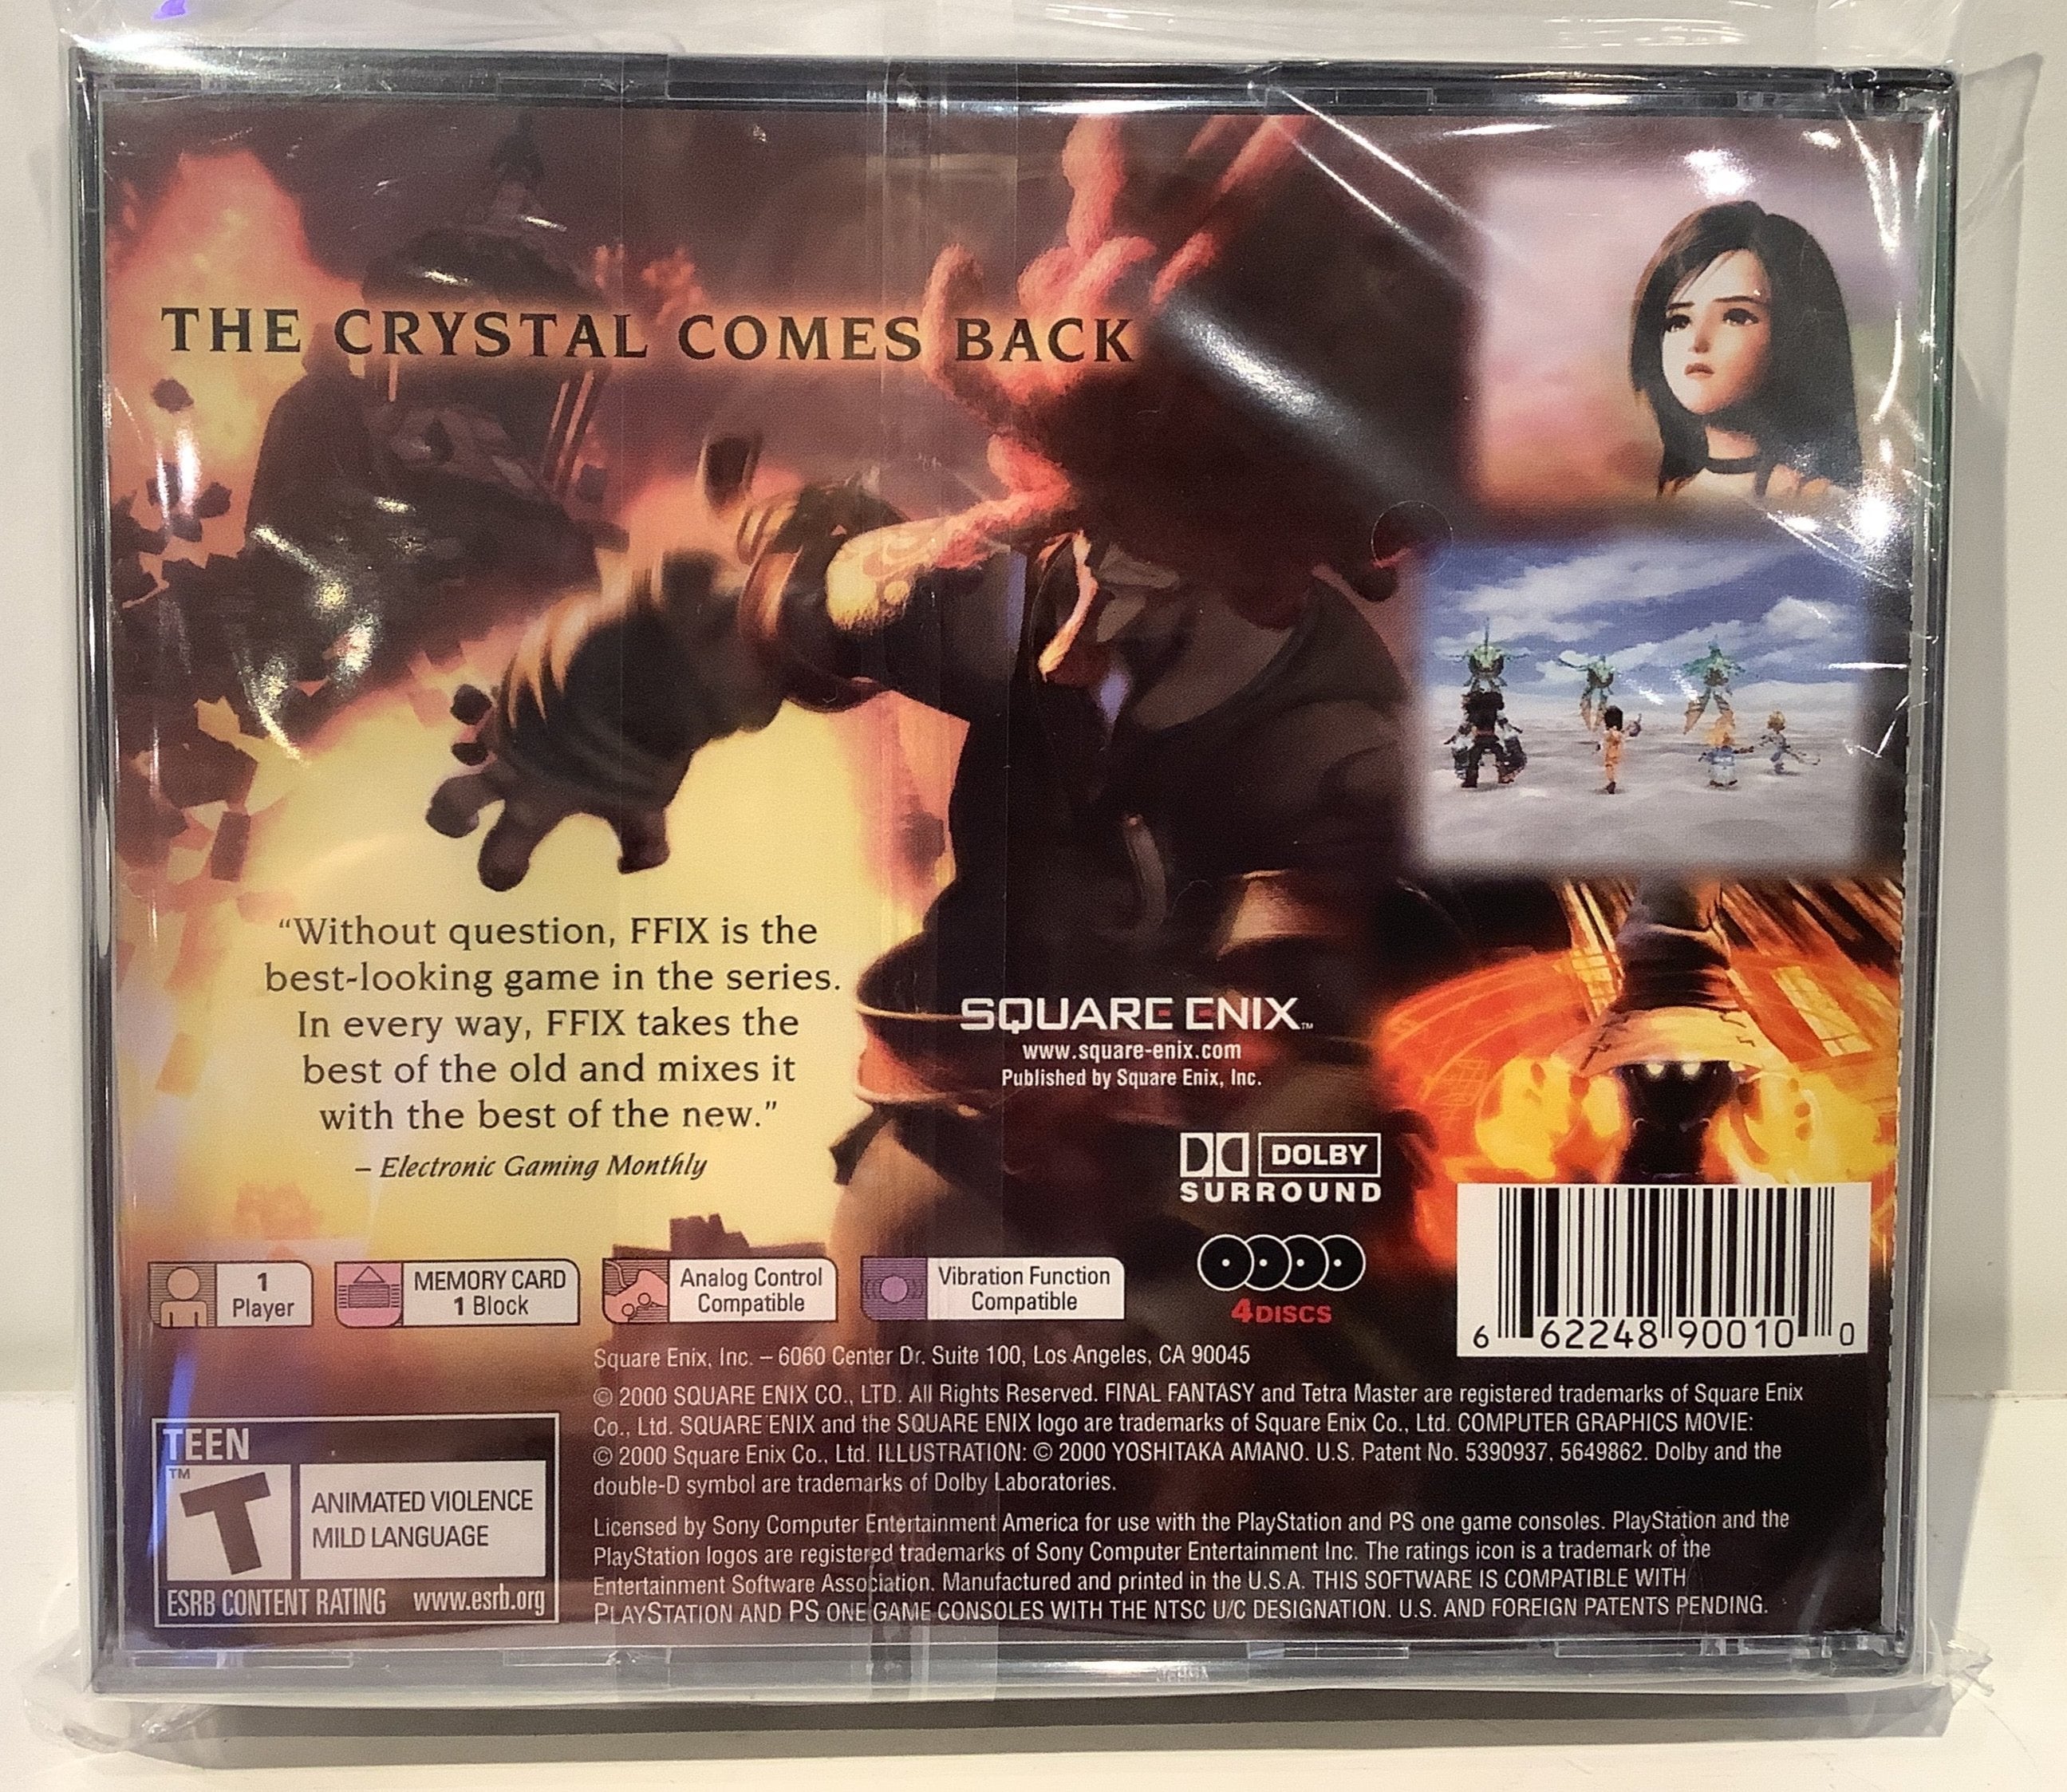 THE CRYSTAL COMES BACK
“Without question, FFIX is the
best-looking game in the series.
In every way, FFIX takes the
best of the old and mixes it
with the best of the new.”
– Electronic Gaming Monthly
SQUARE ENIX™
www.square-enix.com
Published by Square Enix, Inc.
DOLBY
SURROUND
1
Player
MEMORY CARD
1 Block
Analog Control
Compatible
Vibration Function
Compatible
4 DISCS
6 62248 90010 0
Square Enix, Inc. – 6060 Center Dr. Suite 100, Los Angeles, CA 90045
© 2000 SQUARE ENIX CO., LTD. All Rights Reserved. FINAL FANTASY and Tetra Master are registered trademarks of Square Enix
Co., Ltd. SQUARE ENIX and the SQUARE ENIX logo are trademarks of Square Enix Co., Ltd. COMPUTER GRAPHICS MOVIE:
© 2000 Square Enix Co., Ltd. ILLUSTRATION: © 2000 YOSHITAKA AMANO. U.S. Patent No. 5390937, 5649862. Dolby and the
double-D symbol are trademarks of Dolby Laboratories.
Licensed by Sony Computer Entertainment America for use with the PlayStation and PS one game consoles. PlayStation and the
PlayStation logos are registered trademarks of Sony Computer Entertainment Inc. The ratings icon is a trademark of the
Entertainment Software Association. Manufactured and printed in the U.S.A. THIS SOFTWARE IS COMPATIBLE WITH
PLAYSTATION AND PS ONE GAME CONSOLES WITH THE NTSC U/C DESIGNATION. U.S. AND FOREIGN PATENTS PENDING.
TEEN
™
T
ANIMATED VIOLENCE
MILD LANGUAGE
ESRB CONTENT RATING www.esrb.org